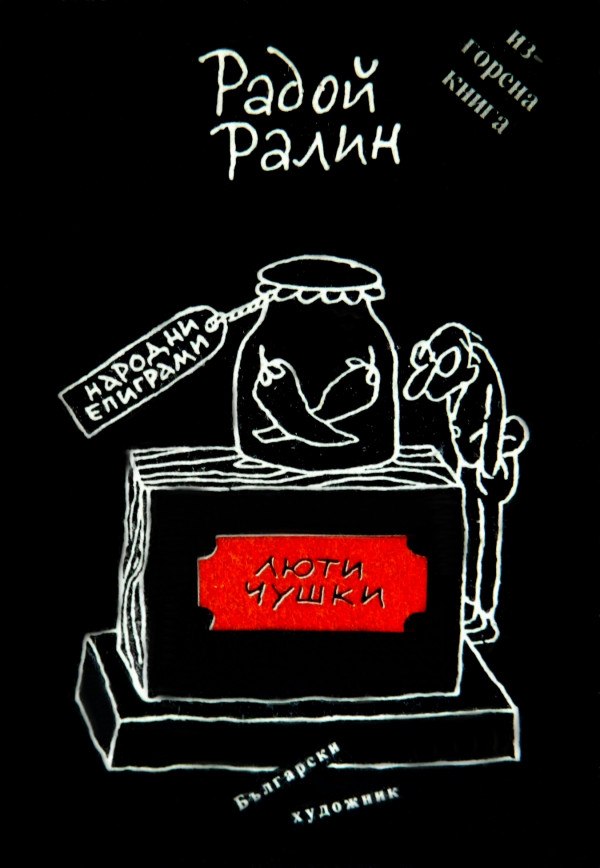 Радой
Ралин
из-
горена
книга
НАРОДНИ
ЕПИГРАМИ
ЛЮТИ
ЧУШКИ
Български
художник